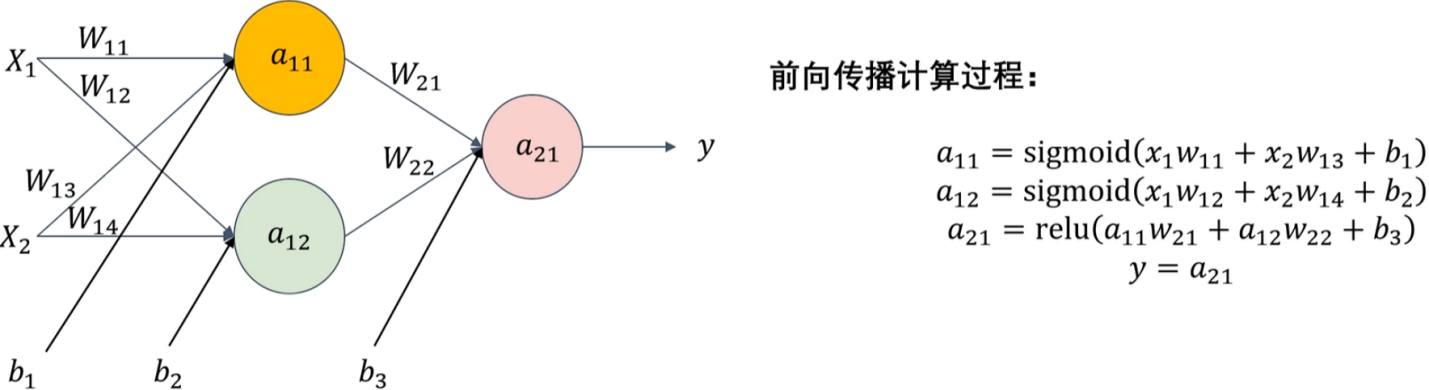 X₁
W₁₁
W₁₂
W₁₃
W₁₄
X₂
a₁₁
a₁₂
W₂₁
W₂₂
a₂₁
y
b₁
b₂
b₃
前向传播计算过程:
a₁₁ = sigmoid(x₁w₁₁ + x₂w₁₃ + b₁)
a₁₂ = sigmoid(x₁w₁₂ + x₂w₁₄ + b₂)
a₂₁ = relu(a₁₁w₂₁ + a₁₂w₂₂ + b₃)
y = a₂₁